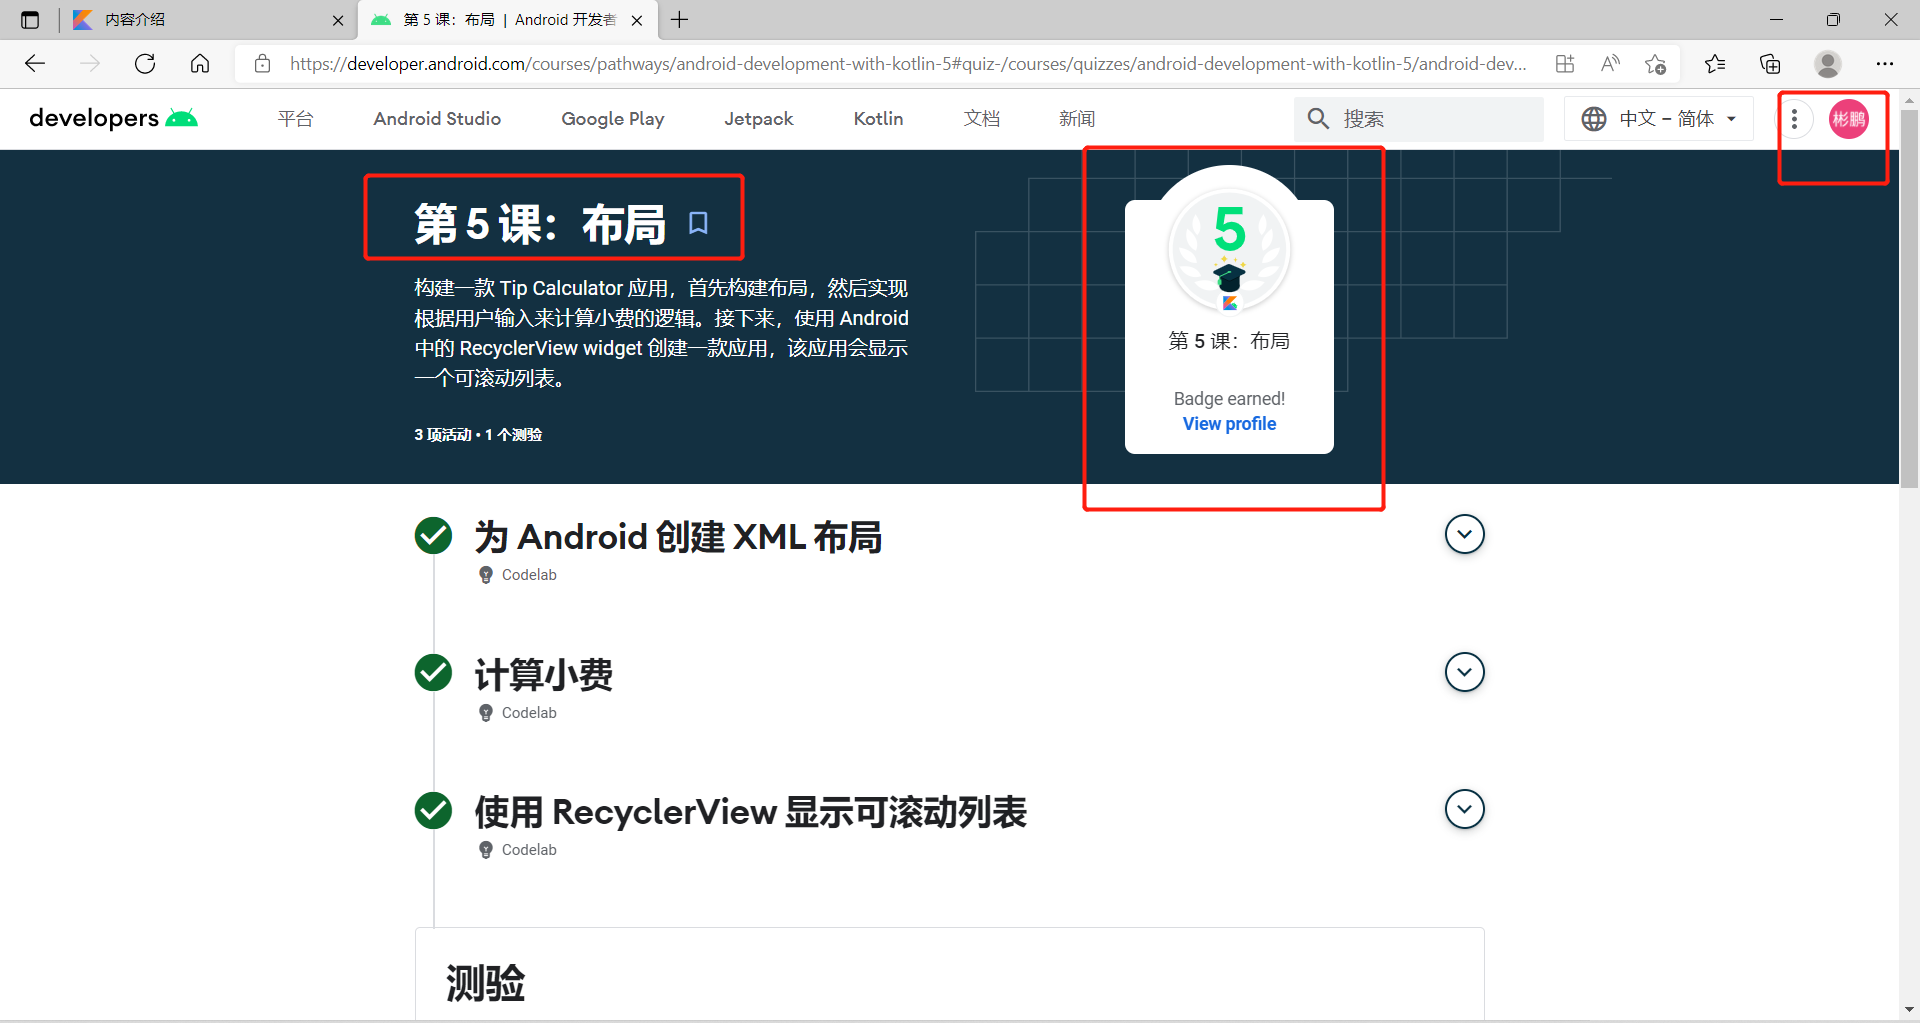 内容介绍
第 5 课：布局 | Android 开发者
https://developer.android.com/courses/pathways/android-development-with-kotlin-5#quiz-/courses/quizzes/android-development-with-kotlin-5/android-dev...
developers
平台
Android Studio
Google Play
Jetpack
Kotlin
文档
新闻
搜索
中文 – 简体
彬鹏
第 5 课：布局
构建一款 Tip Calculator 应用，首先构建布局，然后实现
根据用户输入来计算小费的逻辑。接下来，使用 Android
中的 RecyclerView widget 创建一款应用，该应用会显示
一个可滚动列表。
3 项活动 • 1 个测验
5
第 5 课：布局
Badge earned!
View profile
为 Android 创建 XML 布局
Codelab
计算小费
Codelab
使用 RecyclerView 显示可滚动列表
Codelab
测验